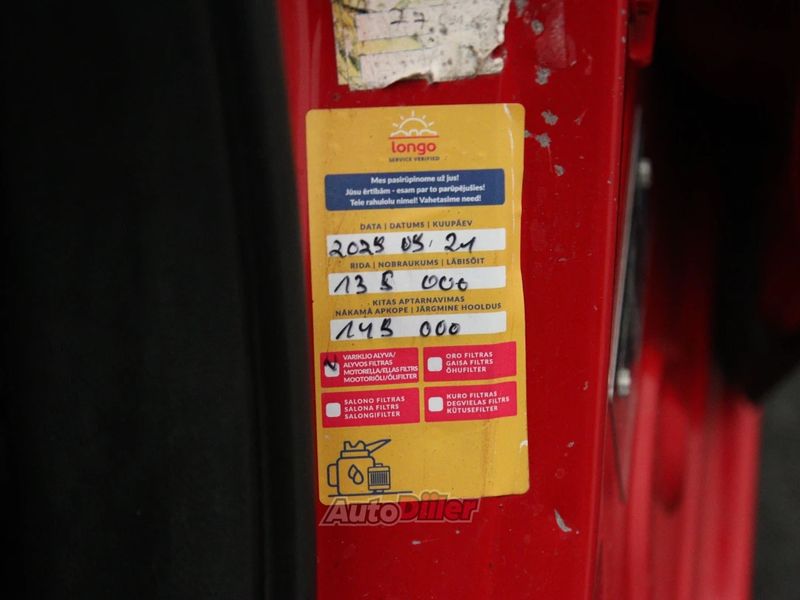 longo
SERVICE VERIFIED
Mes pasirūpinome už jus!
Jūsu ērtībām - esam par to parūpējušies!
Teie rahulolu nimel! Vahetasime need!
DATA | DATUMS | KUUPÄEV
2025 05. 21
RIDA | NOBRAUKUMS | LÄBISÕIT
135 000
KITAS APTARNAVIMAS
NĀKAMĀ APKOPE | JÄRGMINE HOOLDUS
145 000
VARIKLIO ALYVA/
ALYVOS FILTRAS
MOTOREĻĻA/EĻĻAS FILTRS
MOOTORIÕLI/ÕLIFILTER
ORO FILTRAS
GAISA FILTRS
ÕHUFILTER
SALONO FILTRAS
SALONA FILTRS
SALONGIFILTER
KURO FILTRAS
DEGVIELAS FILTRS
KÜTUSEFILTER
AutoDiler